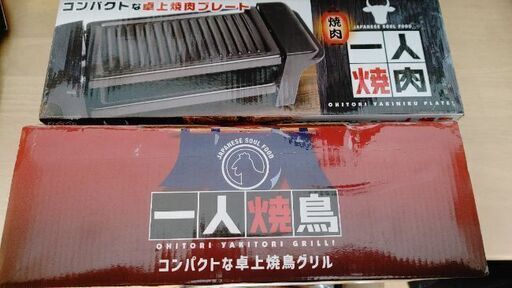 コンパクトな卓上焼肉プレート
焼肉
JAPANESE SOUL FOOD
一人焼肉
OHITORI YAKINIKU PLATE!
JAPANESE SOUL FOOD
一人焼鳥
OHITORI YAKITORI GRILL!
コンパクトな卓上焼鳥グリル